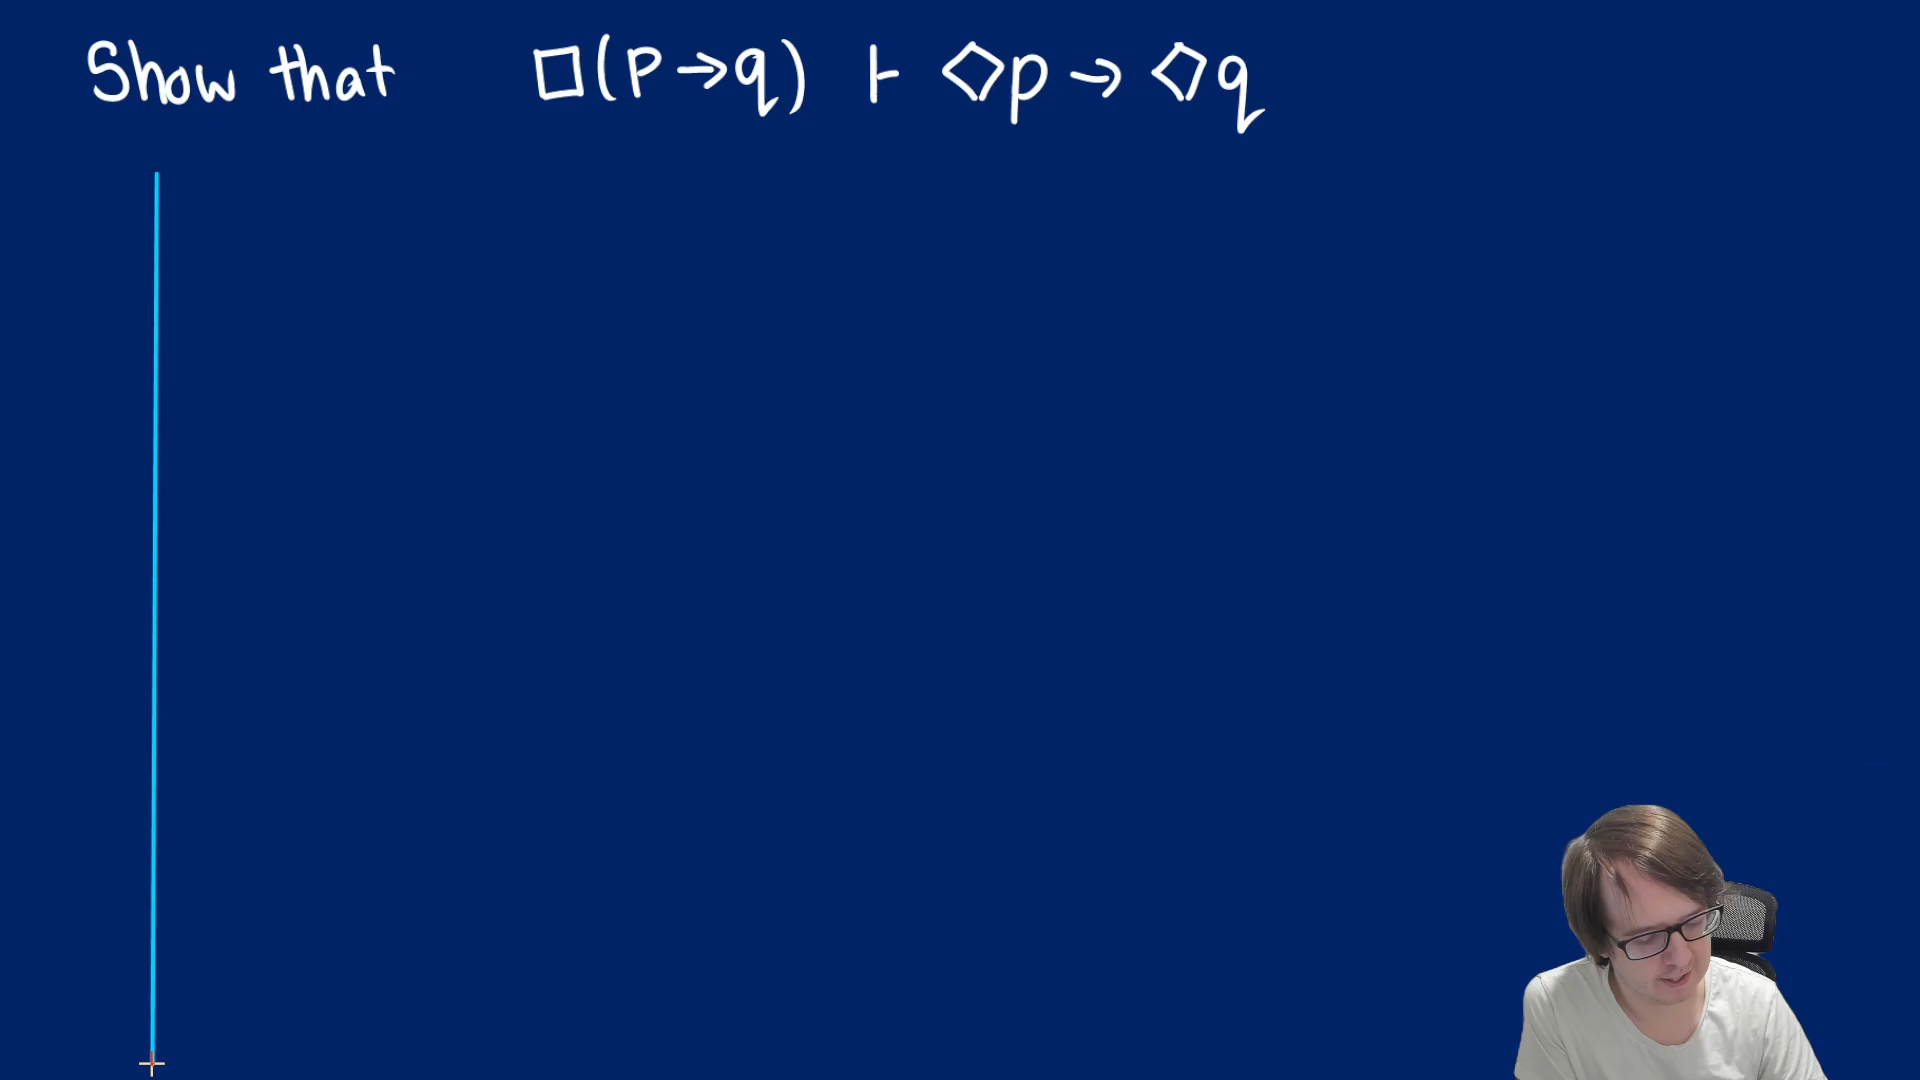 Show that □(p→q) ⊢ ◇p → ◇q